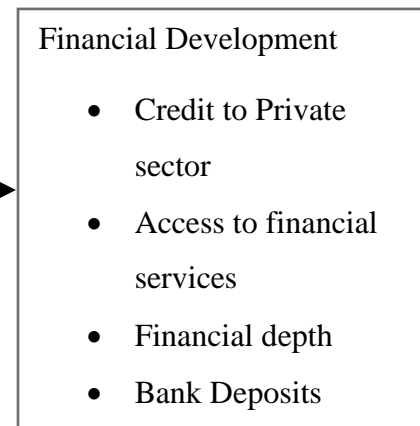 Financial Development
• Credit to Private
sector
• Access to financial
services
• Financial depth
• Bank Deposits